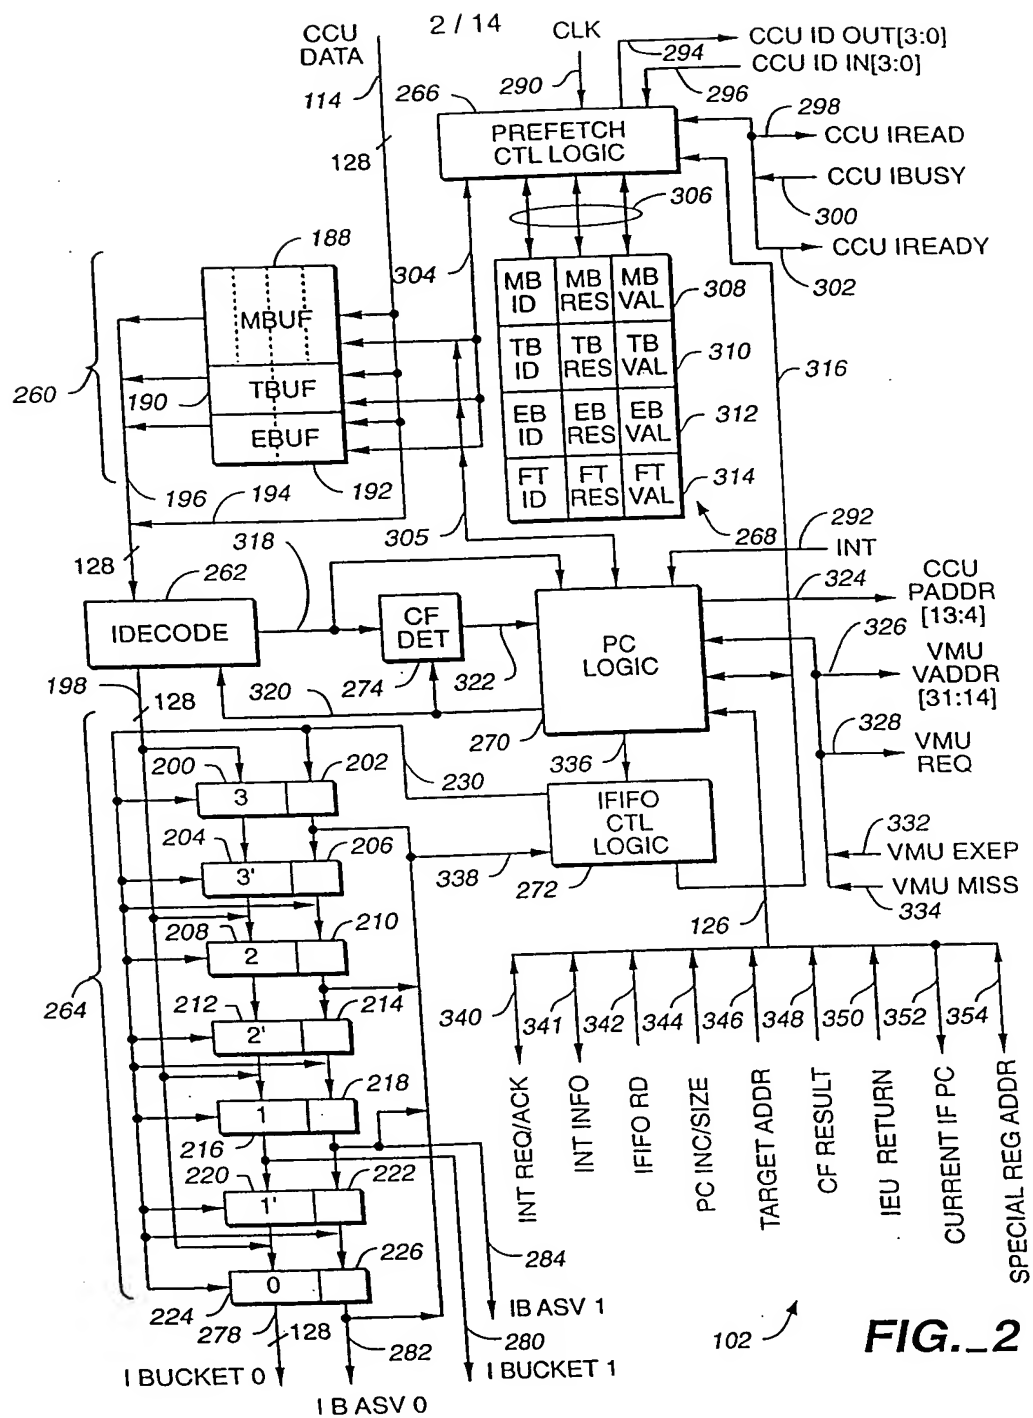 2 / 14
CCU
DATA
CLK
CCU ID OUT[3:0]
294
CCU ID IN[3:0]
290
296
266
114
298
PREFETCH
CTL LOGIC
CCU IREAD
128
CCU IBUSY
306
300
188
CCU IREADY
304
302
MBUF
MB
ID
MB
RES
MB
VAL
308
TB
ID
TB
RES
TB
VAL
310
316
260
190
TBUF
EB
ID
EB
RES
EB
VAL
312
EBUF
FT
ID
FT
RES
FT
VAL
314
196
194
192
318
305
268
292
INT
128
262
324
CCU
PADDR
[13:4]
IDECODE
CF
DET
PC
LOGIC
326
VMU
VADDR
[31:14]
198
128
320
274
322
270
328
VMU
REQ
200
202
230
336
3
IFIFO
CTL
LOGIC
332
VMU EXEP
204
206
338
272
VMU MISS
334
3'
126
208
210
2
264
212
214
340
341
342
344
346
348
350
352
354
2'
218
1
216
INT REQ/ACK
INT INFO
IFIFO RD
PC INC/SIZE
TARGET ADDR
CF RESULT
IEU RETURN
CURRENT IF PC
SPECIAL REG ADDR
220
222
1'
284
226
0
224
IB ASV 1
278
128
282
280
102
FIG._2
I BUCKET 0
I BUCKET 1
I B ASV 0